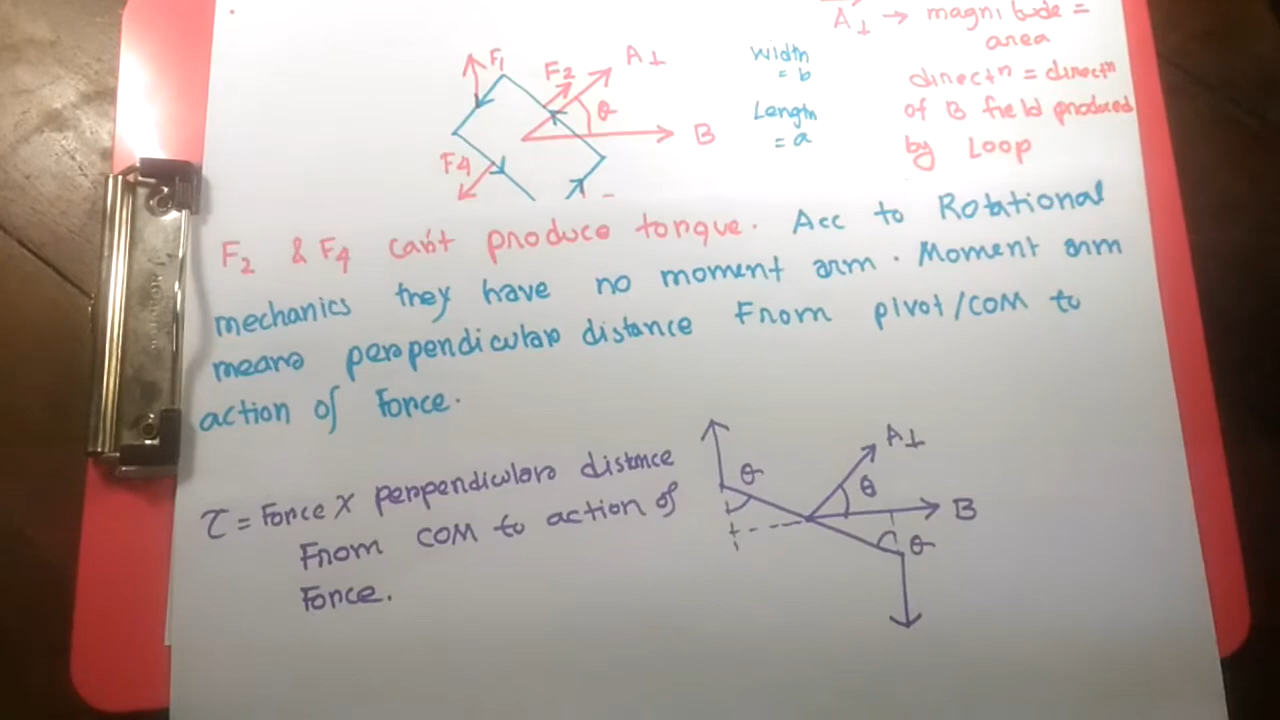 A⊥ → magnitude =
area
directⁿ = directⁿ
of B field produced
by Loop
Width
= b
Length
= a
F₁
F₂
A⊥
θ
B
F4
F₂ & F₄ can't produce torque. Acc to Rotational
mechanics they have no moment arm. Moment arm
means perpendicular distance From pivot/COM to
action of Force.
τ = Force X perpendicular distance
From COM to action of
Force.
θ
A⊥
θ
B
θ